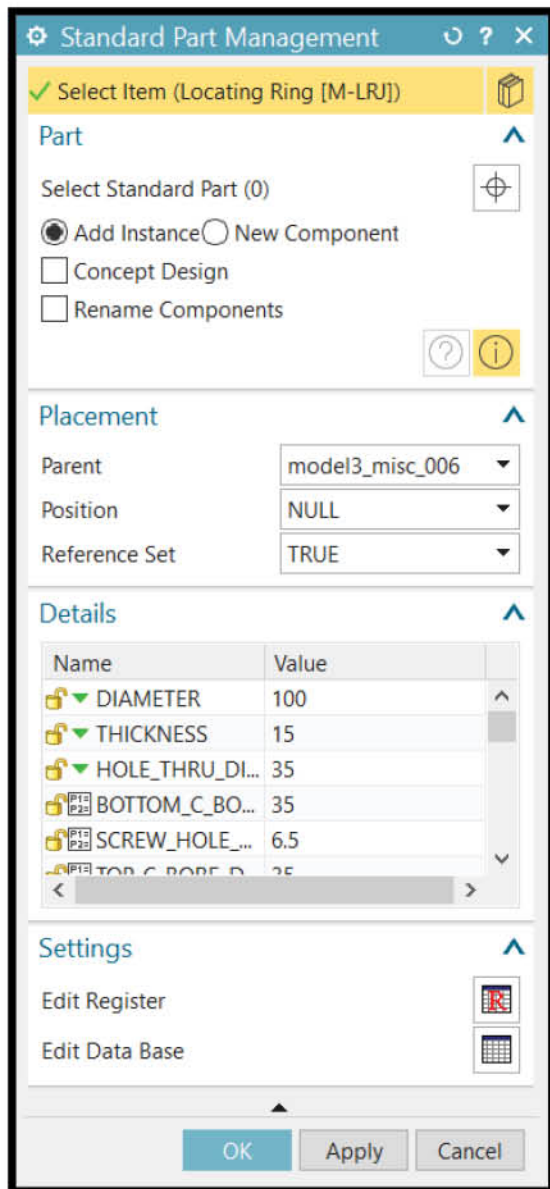 Standard Part Management
Select Item (Locating Ring [M-LRJ])
Part
Select Standard Part (0)
Add Instance New Component
Concept Design
Rename Components
Placement
Parent model3_misc_006
Position NULL
Reference Set TRUE
Details
Name Value
DIAMETER 100
THICKNESS 15
HOLE_THRU_DI... 35
BOTTOM_C_BO... 35
SCREW_HOLE_... 6.5
TOP_C_BORE_D 35
Settings
Edit Register
Edit Data Base
OK Apply Cancel